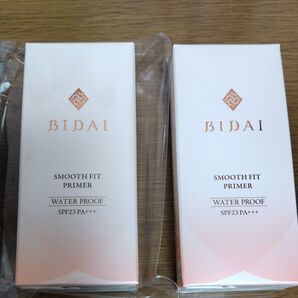 BIDAI
SMOOTH FIT
PRIMER
WATER PROOF
SPF23 PA+++
BIDAI
SMOOTH FIT
PRIMER
WATER PROOF
SPF23 PA+++